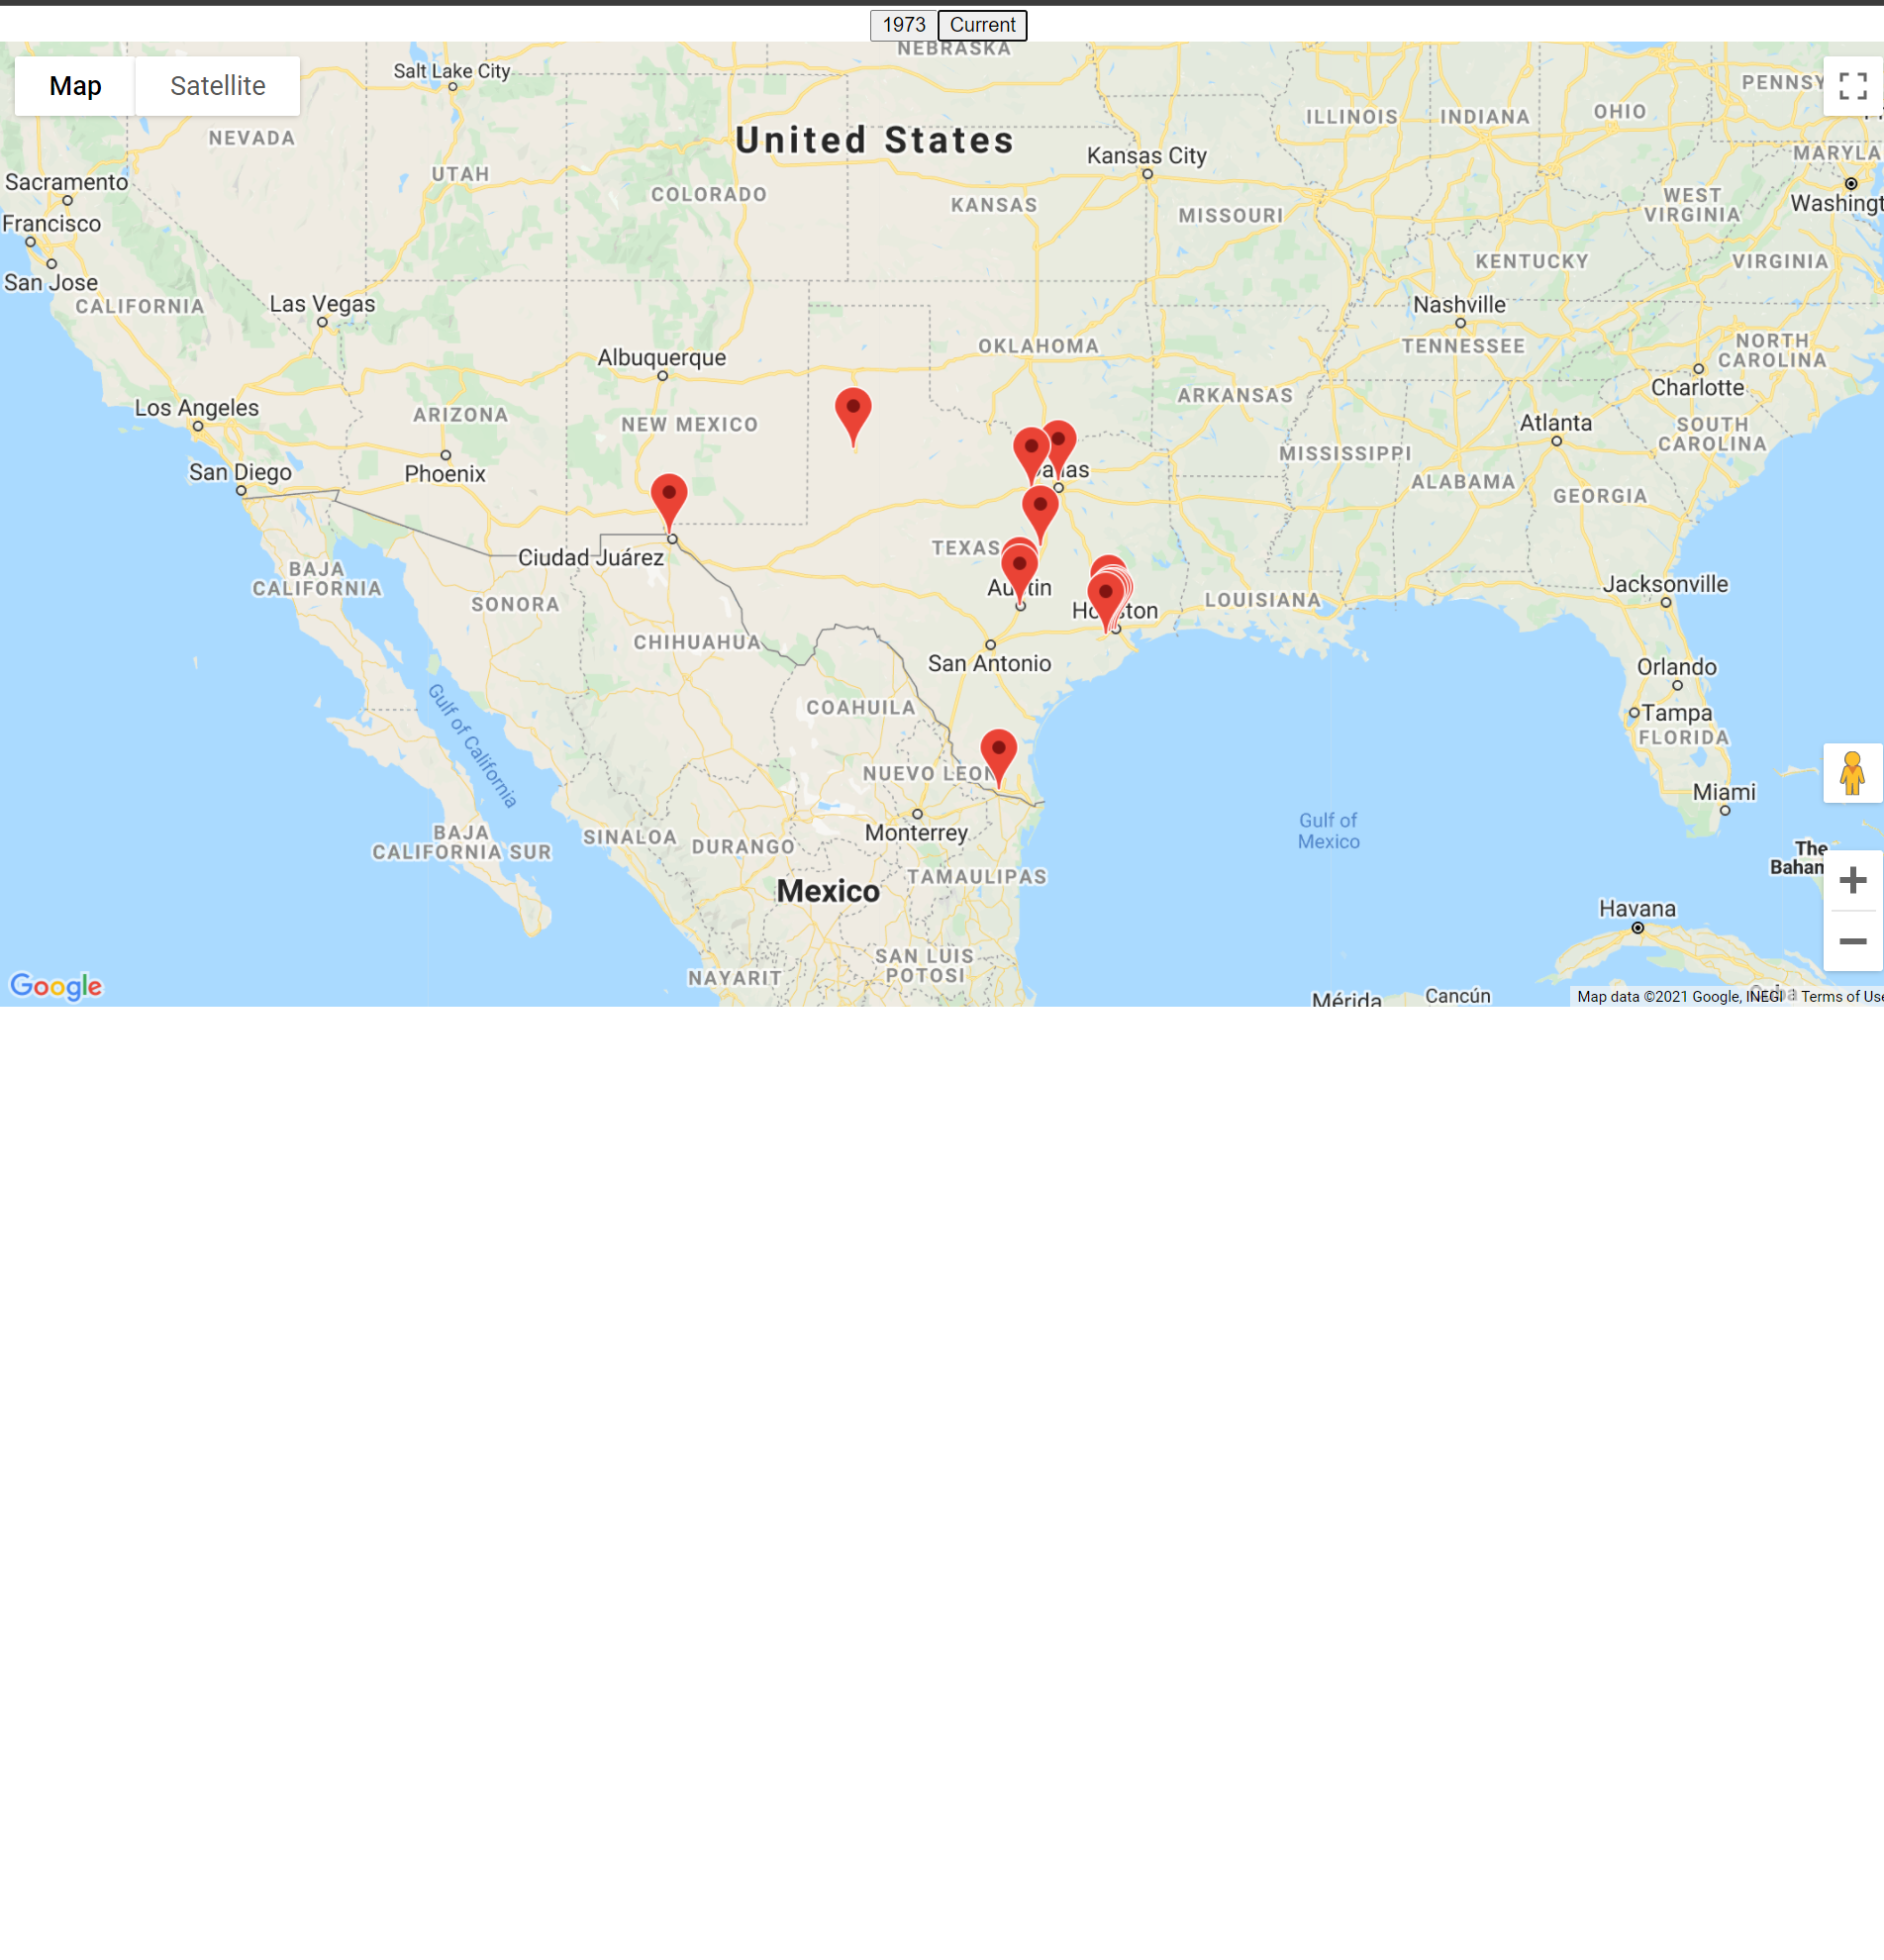 1973 Current
NEBRASKA
Map Satellite
Salt Lake City
PENNSY
ILLINOIS INDIANA OHIO
NEVADA
United States
Kansas City
MARYLA
UTAH
Sacramento
COLORADO
KANSAS
MISSOURI
WEST
VIRGINIA
Washingt
Francisco
San Jose
KENTUCKY
VIRGINIA
CALIFORNIA
Las Vegas
Nashville
Albuquerque
OKLAHOMA
TENNESSEE
NORTH
CAROLINA
Charlotte
Los Angeles
ARIZONA
NEW MEXICO
ARKANSAS
Atlanta
SOUTH
CAROLINA
San Diego
Phoenix
MISSISSIPPI
ALABAMA
GEORGIA
Ciudad Juárez
TEXAS
BAJA
CALIFORNIA
SONORA
LOUISIANA
Jacksonville
CHIHUAHUA
San Antonio
Orlando
Gulf of California
COAHUILA
Tampa
FLORIDA
NUEVO LEON
Miami
Monterrey
Gulf of
Mexico
BAJA
CALIFORNIA SUR
SINALOA
DURANGO
The
Baham
Mexico
TAMAULIPAS
Havana
SAN LUIS
POTOSI
NAYARIT
Google
Mérida
Cancún
Map data ©2021 Google, INEGI Terms of Use